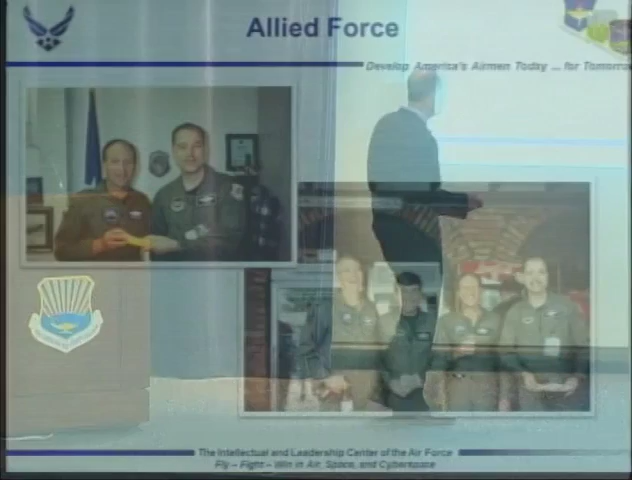 Allied Force
Develop America's Airmen Today ... for Tomorrow
The Intellectual and Leadership Center of the Air Force
Fly – Fight – Win in Air, Space, and Cyberspace